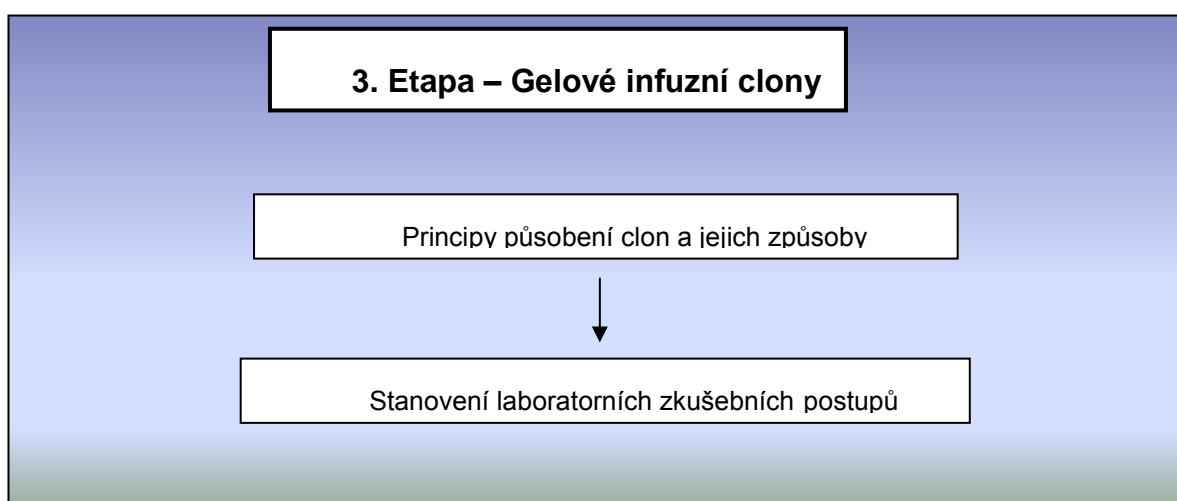 3. Etapa – Gelové infuzní clony
Principy působení clon a jejich způsoby
Stanovení laboratorních zkušebních postupů